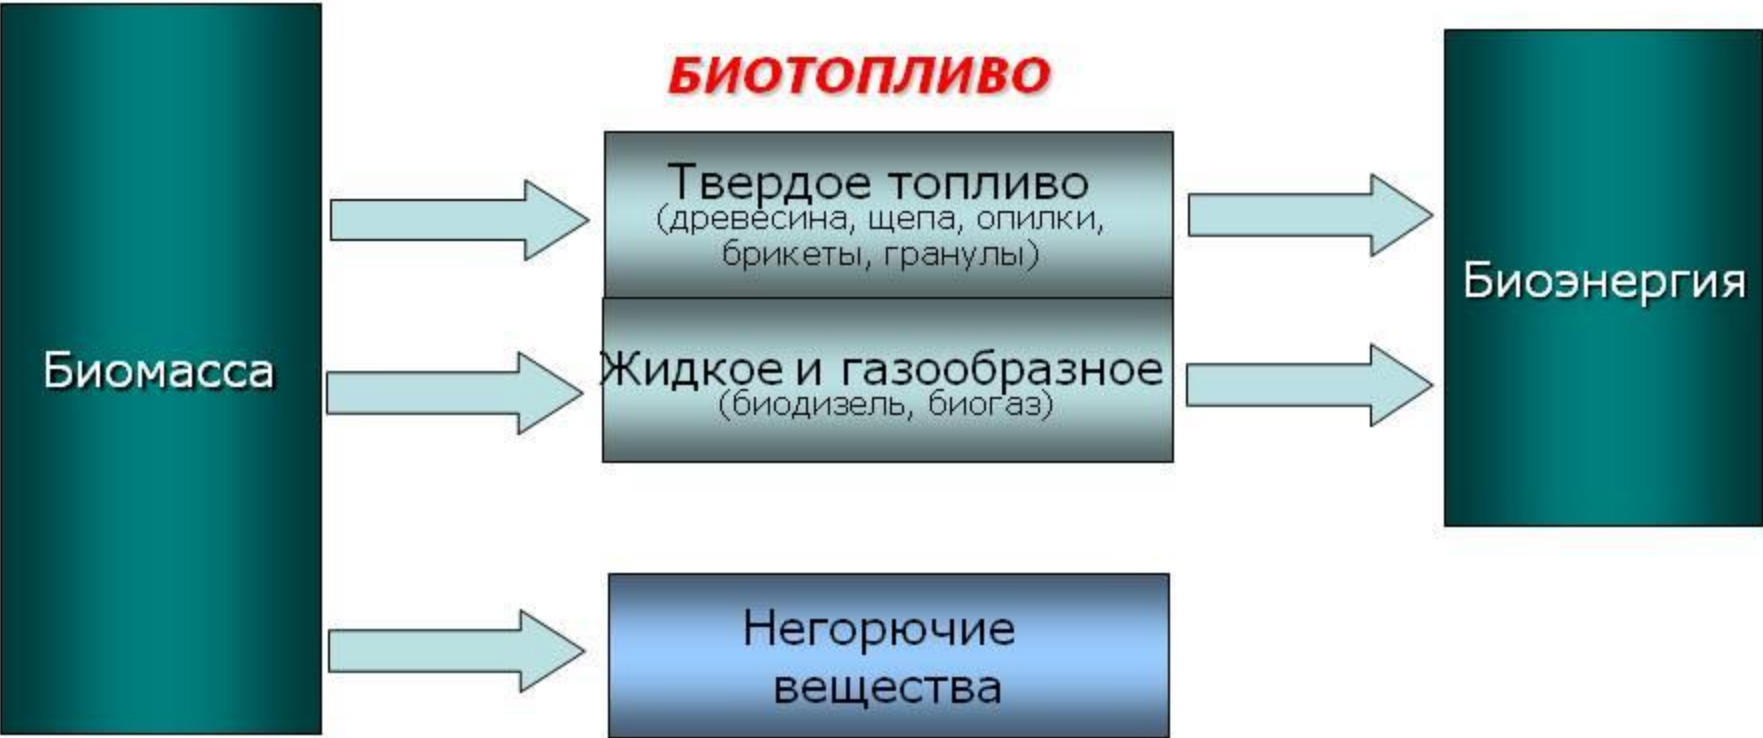 БИОТОПЛИВО
Твердое топливо
(древесина, щепа, опилки,
брикеты, гранулы)
Биоэнергия
Биомасса
Жидкое и газообразное
(биодизель, биогаз)
Негорючие
вещества